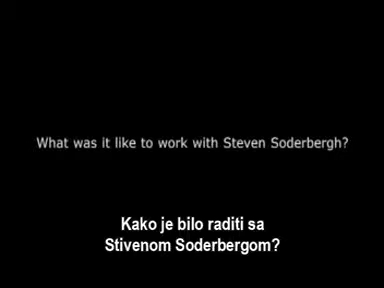 What was it like to work with Steven Soderbergh?
Kako je bilo raditi sa
Stivenom Soderbergom?